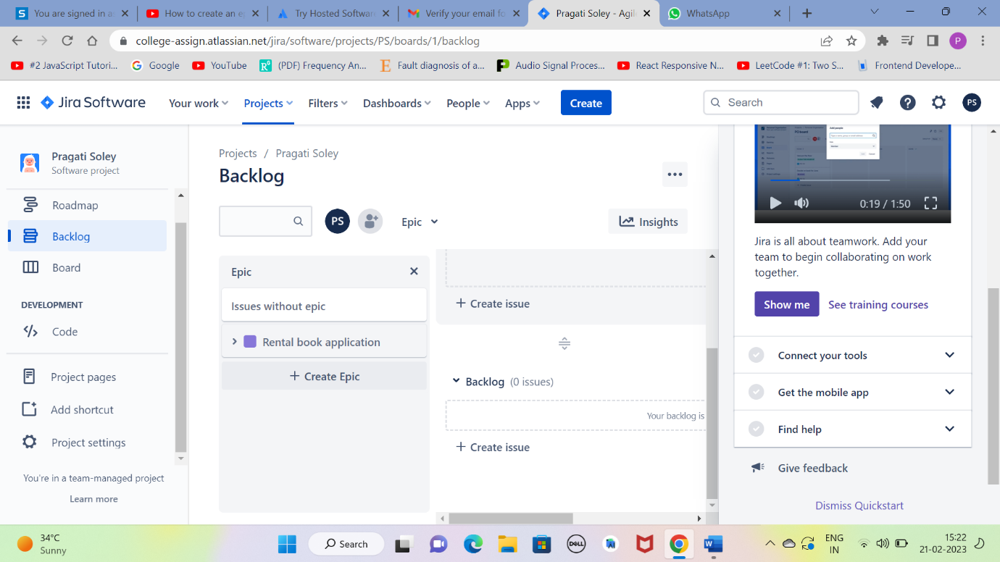 You are signed in as
How to create an ep
Try Hosted Software
Verify your email fo
Pragati Soley - Agile
WhatsApp
college-assign.atlassian.net/jira/software/projects/PS/boards/1/backlog
P
#2 JavaScript Tutori...
Google
YouTube
(PDF) Frequency An...
Fault diagnosis of a...
Audio Signal Proces...
React Responsive N...
LeetCode #1: Two S...
Frontend Develope...
Jira Software
Your work
Projects
Filters
Dashboards
People
Apps
Create
Search
PS
Pragati Soley
Software project
Roadmap
Backlog
Board
DEVELOPMENT
Code
Project pages
Add shortcut
Project settings
You're in a team-managed project
Learn more
Projects / Pragati Soley
Backlog
PS
Epic
Insights
Epic
Issues without epic
Rental book application
+ Create Epic
+ Create issue
Backlog (0 issues)
Your backlog is
+ Create issue
0:19 / 1:50
Jira is all about teamwork. Add your
team to begin collaborating on work
together.
Show me
See training courses
Connect your tools
Get the mobile app
Find help
Give feedback
Dismiss Quickstart
34°C
Sunny
Search
DELL
ENG
IN
15:22
21-02-2023